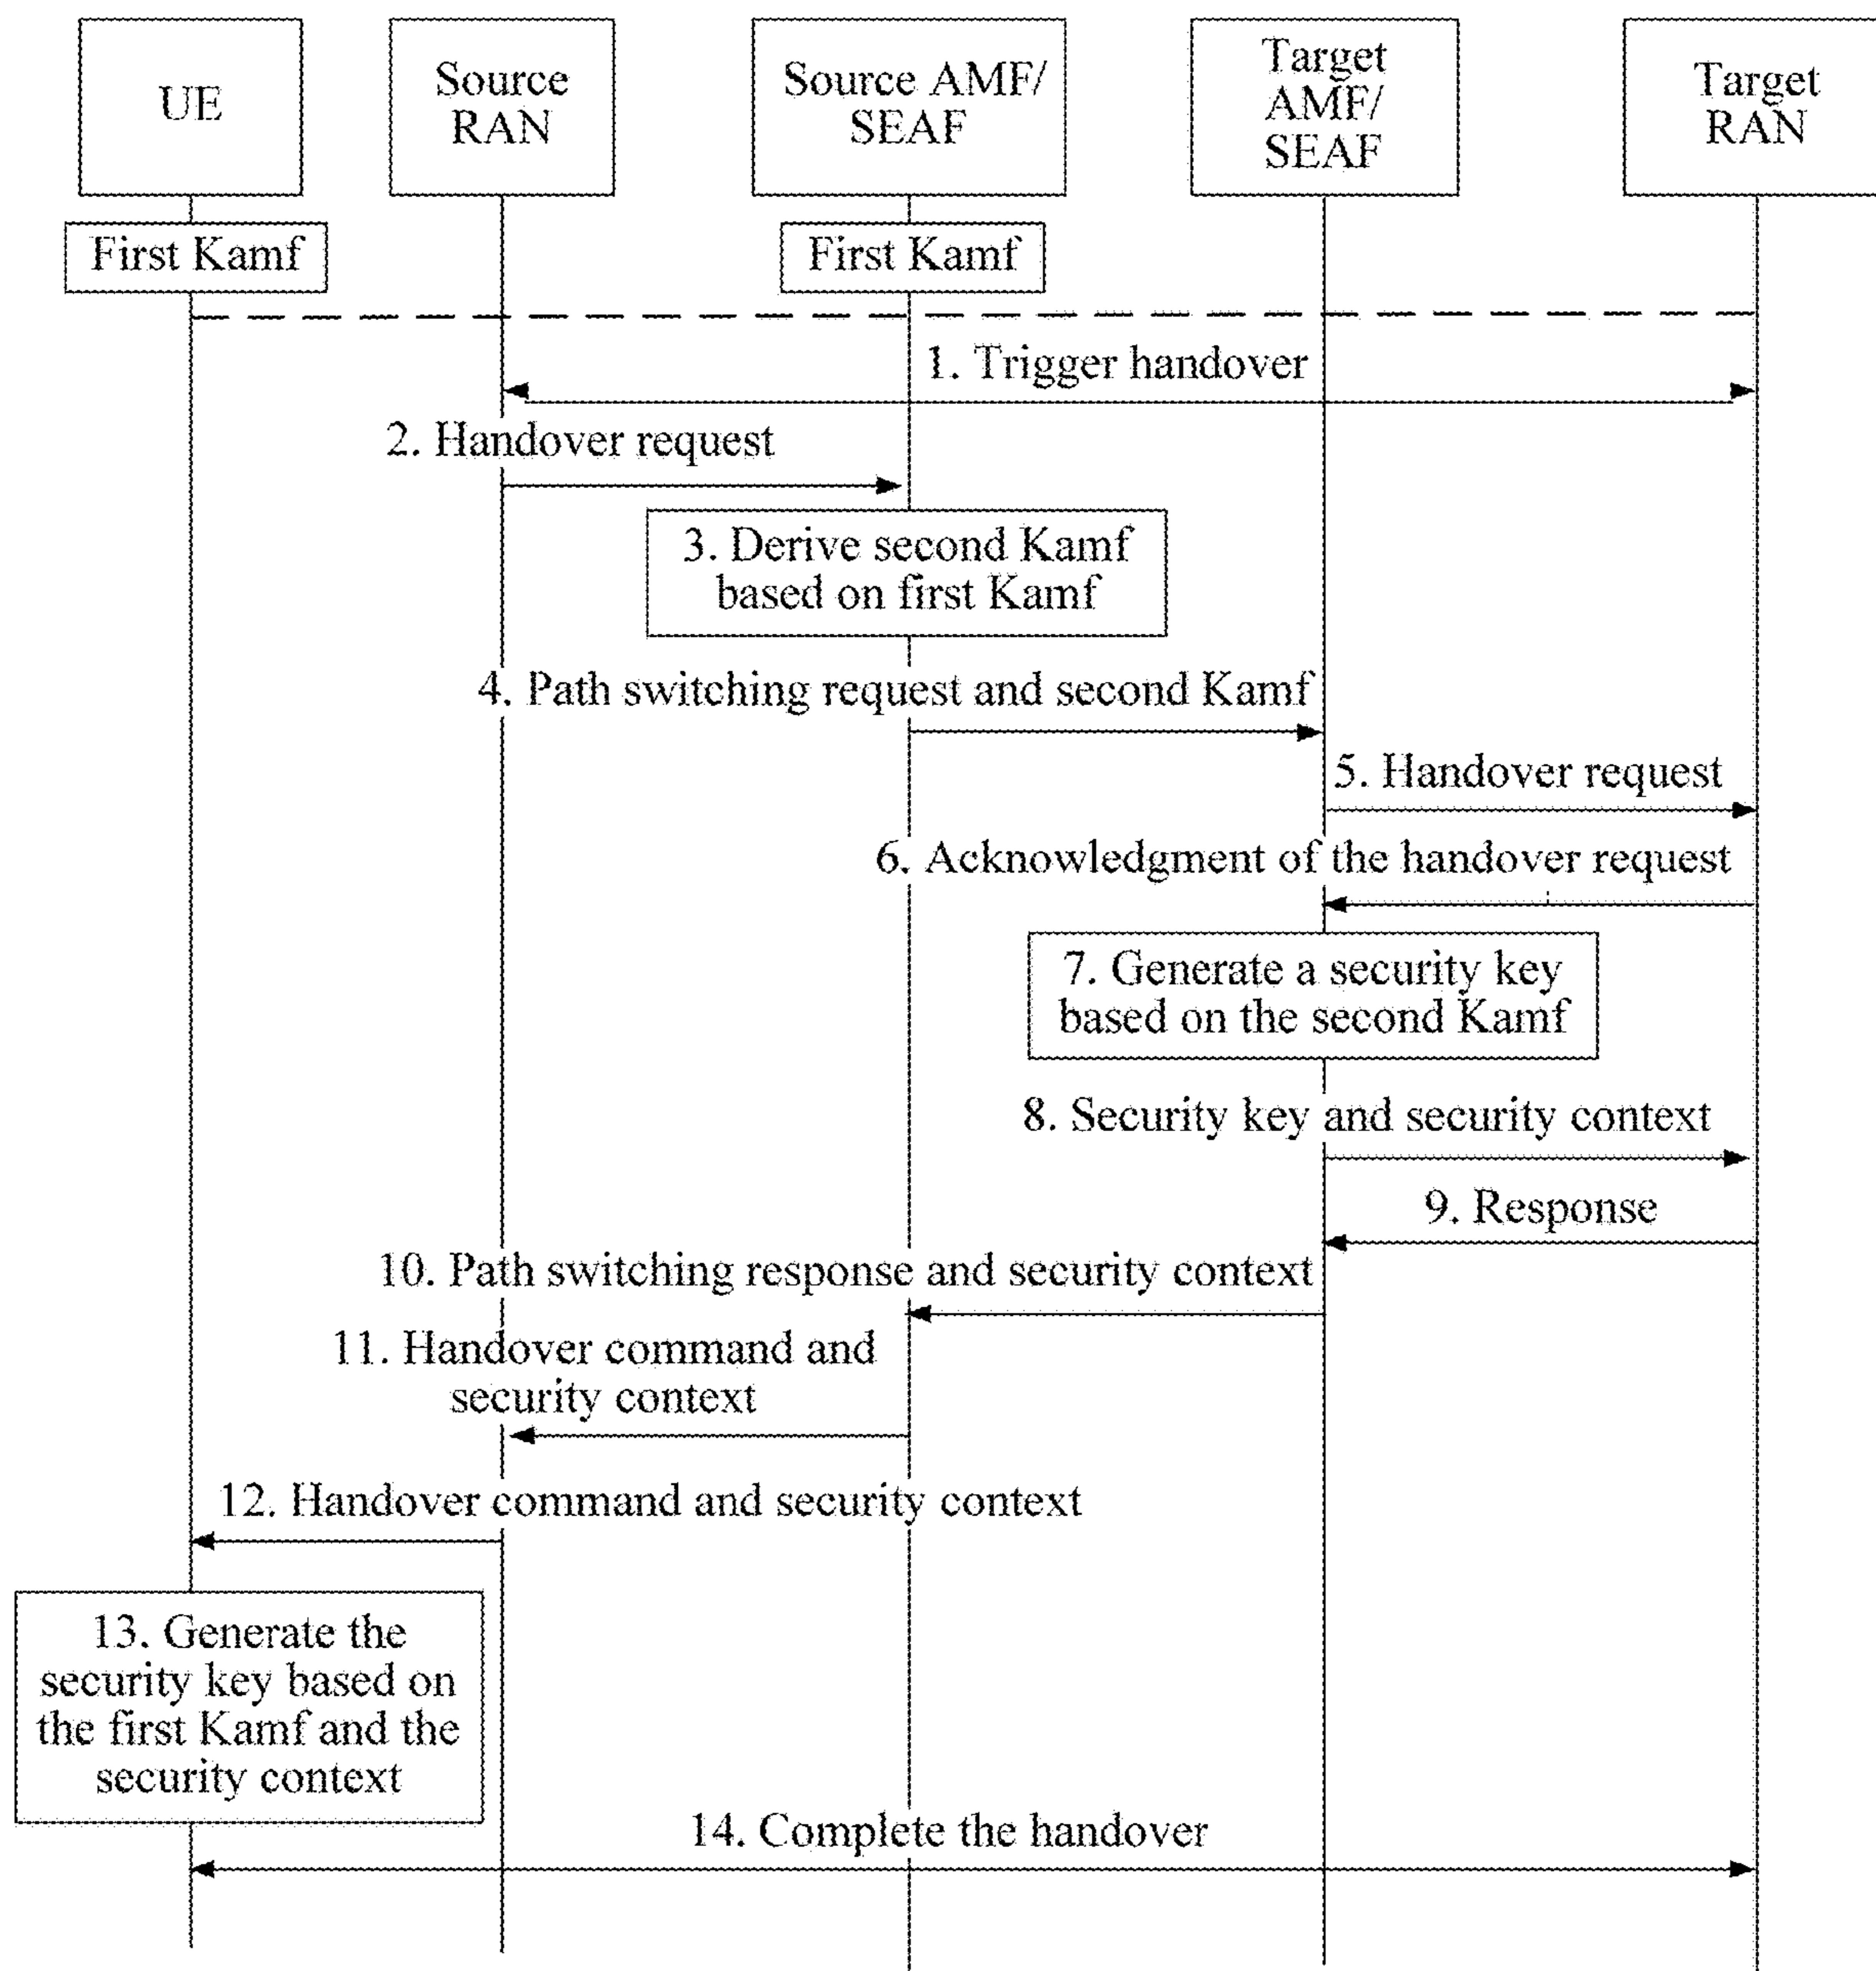 UE
Source
RAN
Source AMF/
SEAF
Target
AMF/
SEAF
Target
RAN
First Kamf
First Kamf
1. Trigger handover
2. Handover request
3. Derive second Kamf
based on first Kamf
4. Path switching request and second Kamf
5. Handover request
6. Acknowledgment of the handover request
7. Generate a security key
based on the second Kamf
8. Security key and security context
9. Response
10. Path switching response and security context
11. Handover command and
security context
12. Handover command and security context
13. Generate the
security key based on
the first Kamf and the
security context
14. Complete the handover